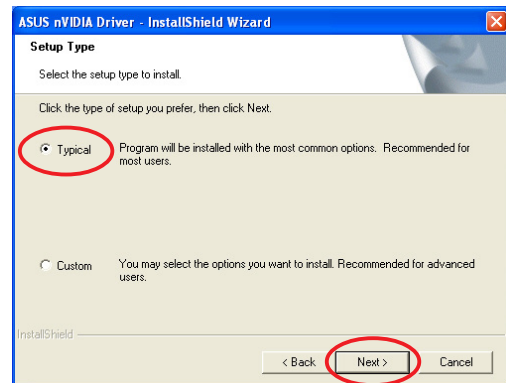 ASUS nVIDIA Driver - InstallShield Wizard
Setup Type
Select the setup type to install.
Click the type of setup you prefer, then click Next.
Typical
Program will be installed with the most common options. Recommended for
most users.
Custom
You may select the options you want to install. Recommended for advanced
users.
InstallShield
< Back
Next >
Cancel